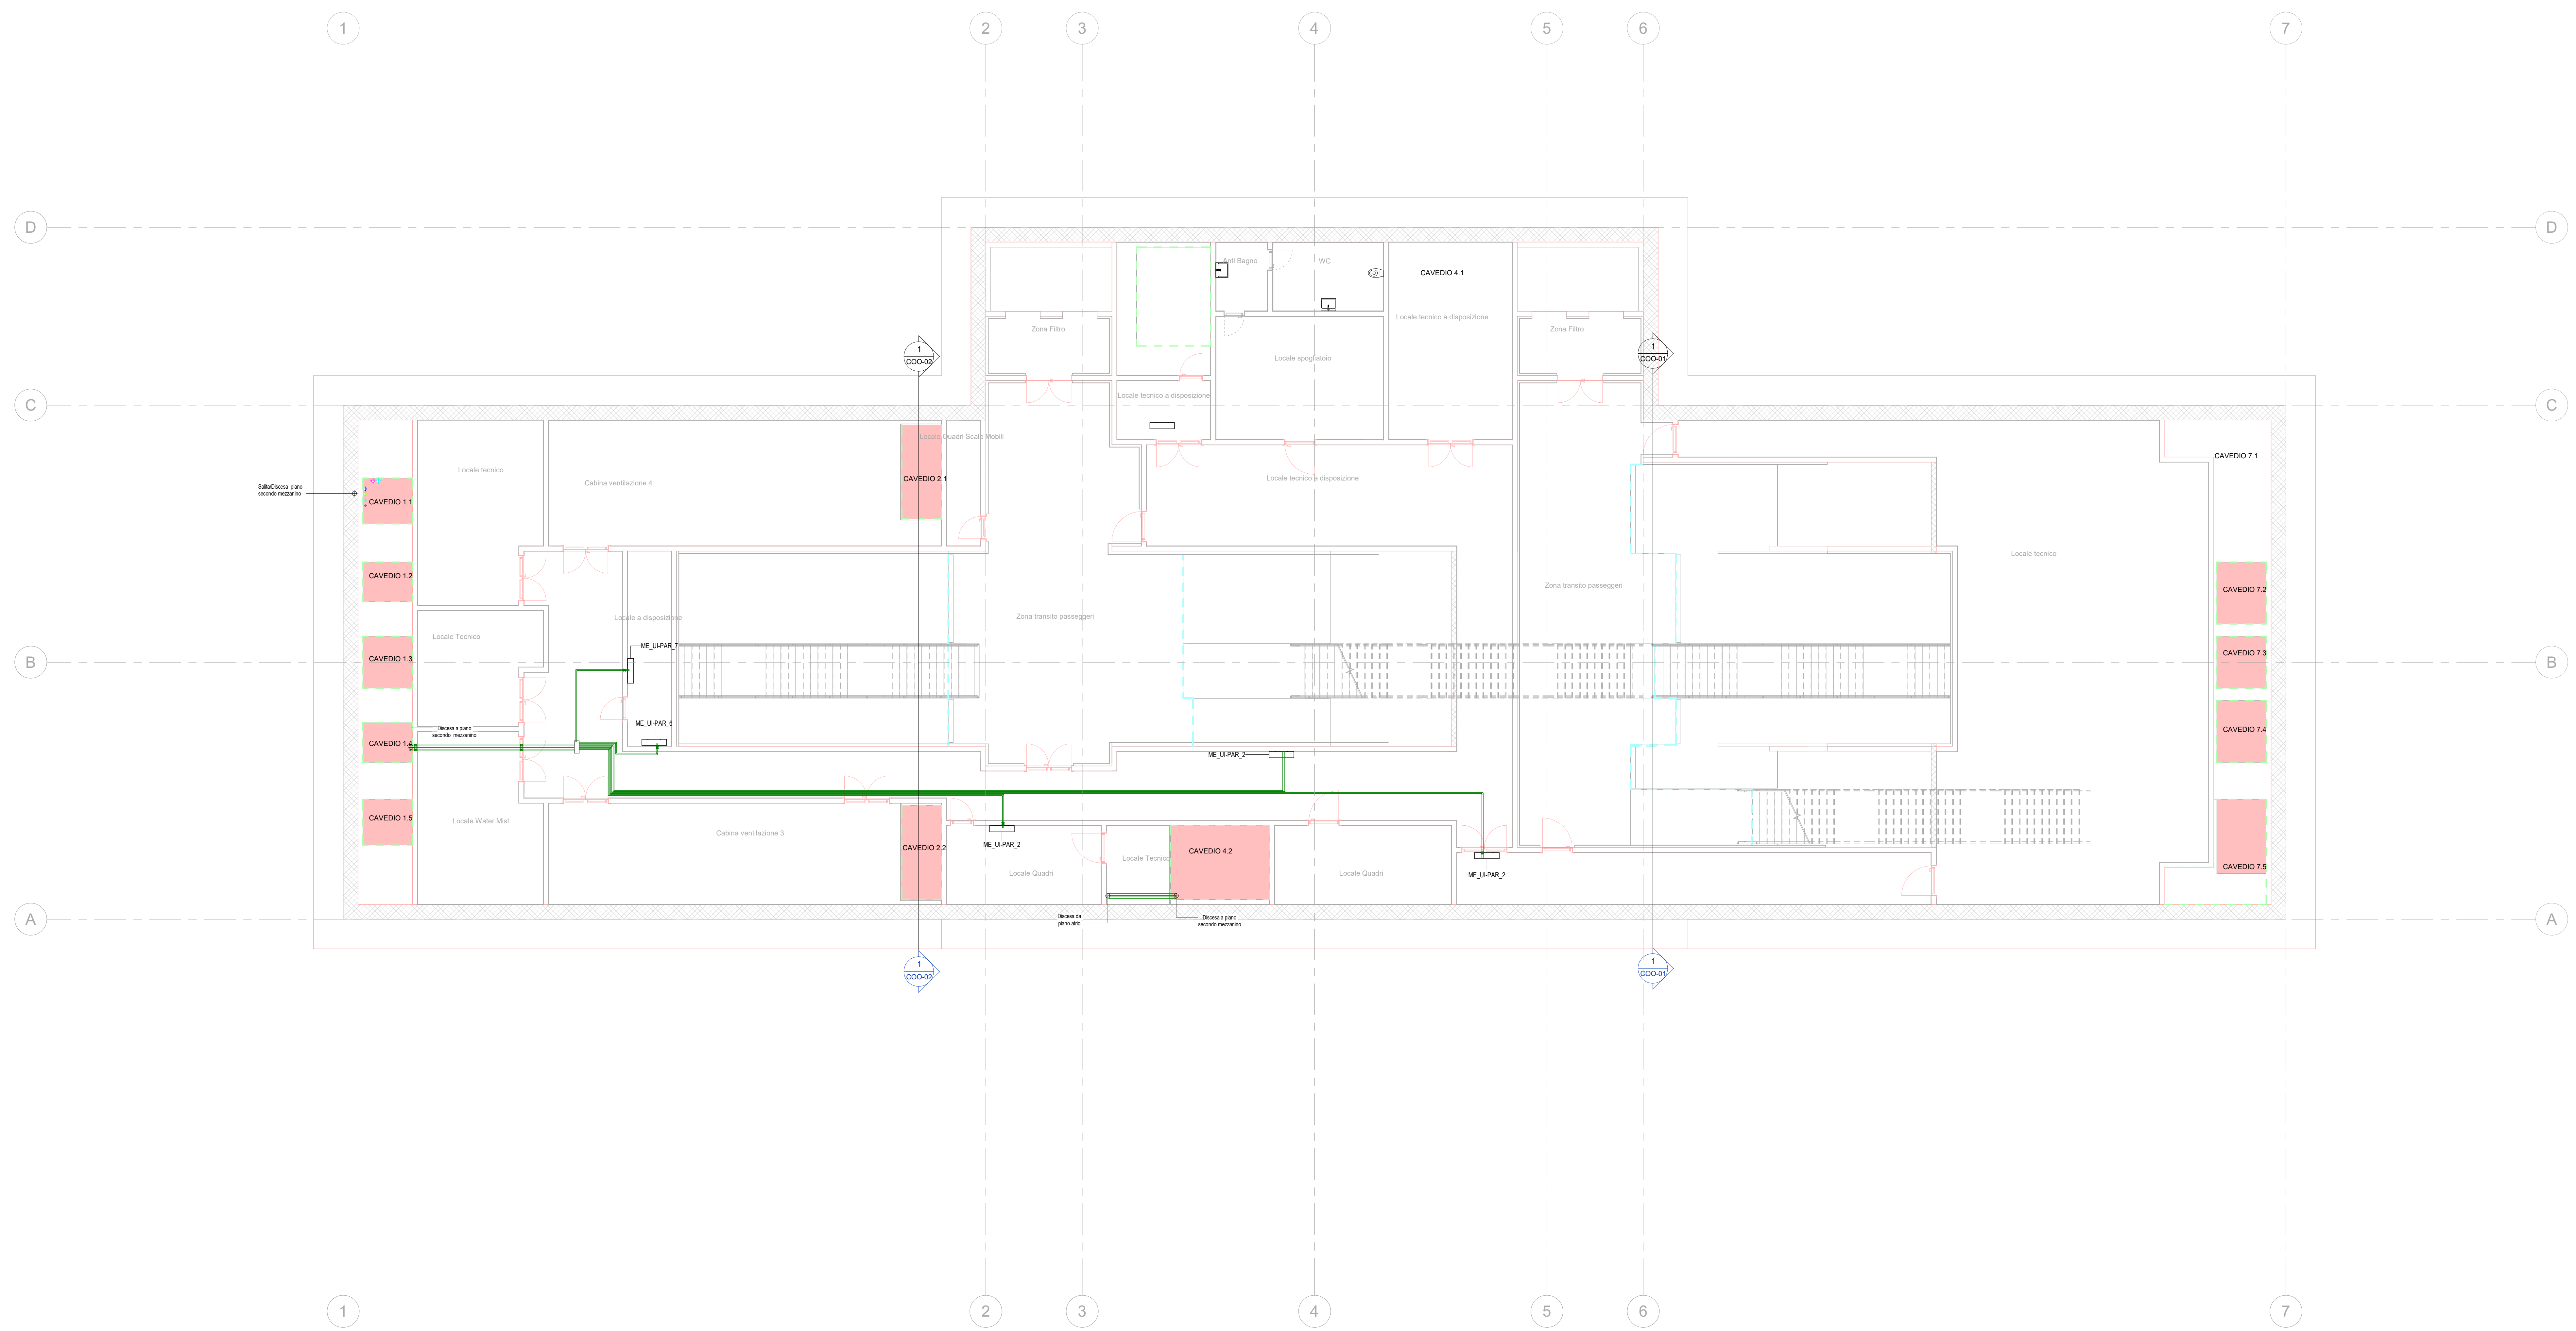 1
2
3
4
5
6
7
D
D
Anti Bagno
WC
CAVEDIO 4.1
Locale tecnico a disposizione
Zona Filtro
Zona Filtro
1
COO-02
1
COO-01
Locale spogliatoio
Locale tecnico a disposizione
C
C
Locale Quadri Scale Mobili
CAVEDIO 7.1
Locale tecnico
Cabina ventilazione 4
CAVEDIO 2.1
Locale tecnico a disposizione
Salita/Discesa piano
secondo mezzanino
CAVEDIO 1.1
Locale tecnico
CAVEDIO 1.2
Zona transito passeggeri
CAVEDIO 7.2
Locale a disposizione
Zona transito passeggeri
Locale Tecnico
ME_UI-PAR_7
CAVEDIO 1.3
CAVEDIO 7.3
B
B
ME_UI-PAR_6
Discesa a piano
secondo mezzanino
CAVEDIO 1.4
CAVEDIO 7.4
ME_UI-PAR_2
CAVEDIO 1.5
Locale Water Mist
Cabina ventilazione 3
CAVEDIO 2.2
ME_UI-PAR_2
CAVEDIO 4.2
Locale Tecnico
Locale Quadri
Locale Quadri
ME_UI-PAR_2
CAVEDIO 7.5
Discesa da
piano atrio
Discesa a piano
secondo mezzanino
A
A
1
COO-02
1
COO-01
1
2
3
4
5
6
7